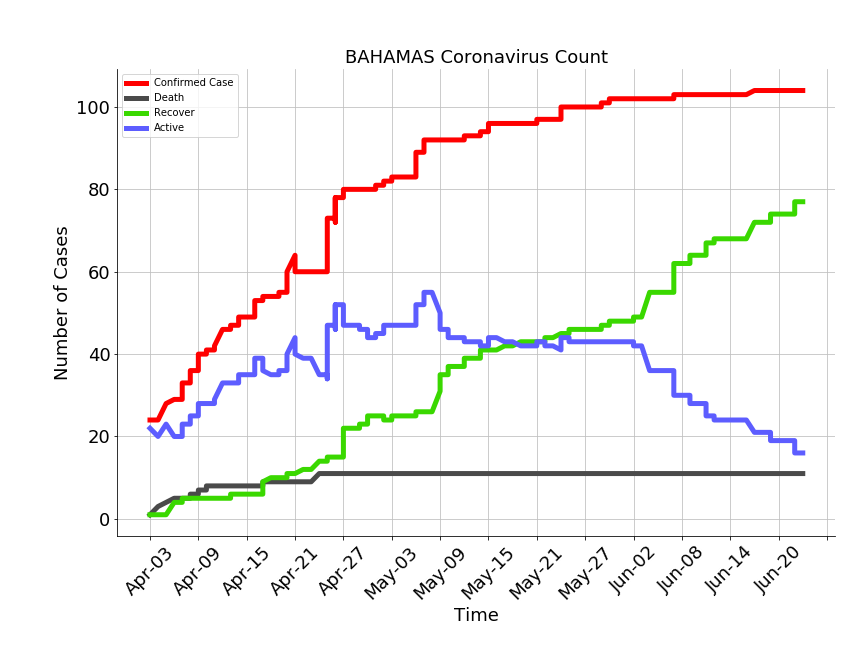 BAHAMAS Coronavirus Count
Confirmed Case
Death
Recover
Active
Number of Cases
100
80
60
40
20
0
Apr-03 Apr-09 Apr-15 Apr-21 Apr-27 May-03 May-09 May-15 May-21 May-27 Jun-02 Jun-08 Jun-14 Jun-20
Time